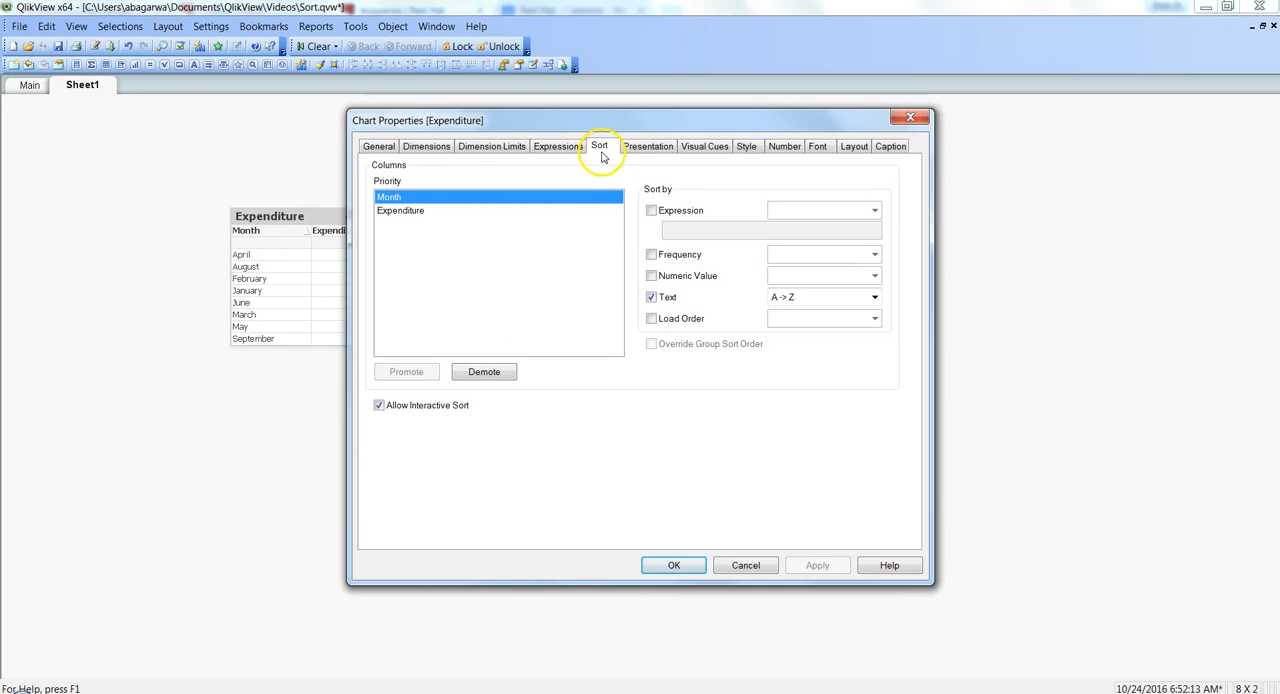 QlikView x64 - [C:\Users\abagarwa\Documents\QlikView\Videos\Sort.qvw*]
File Edit View Selections Layout Settings Bookmarks Reports Tools Object Window Help
Clear Back Forward Lock Unlock
Main Sheet1
Chart Properties [Expenditure]
General Dimensions Dimension Limits Expressions Sort Presentation Visual Cues Style Number Font Layout Caption
Columns
Priority
Month
Expenditure
Sort by
Expression
Frequency
Numeric Value
Text A -> Z
Load Order
Override Group Sort Order
Promote Demote
Allow Interactive Sort
OK Cancel Apply Help
Expenditure
Month Expendi
April
August
February
January
June
March
May
September
For Help, press F1
10/24/2016 6:52:13 AM* 8 X 2